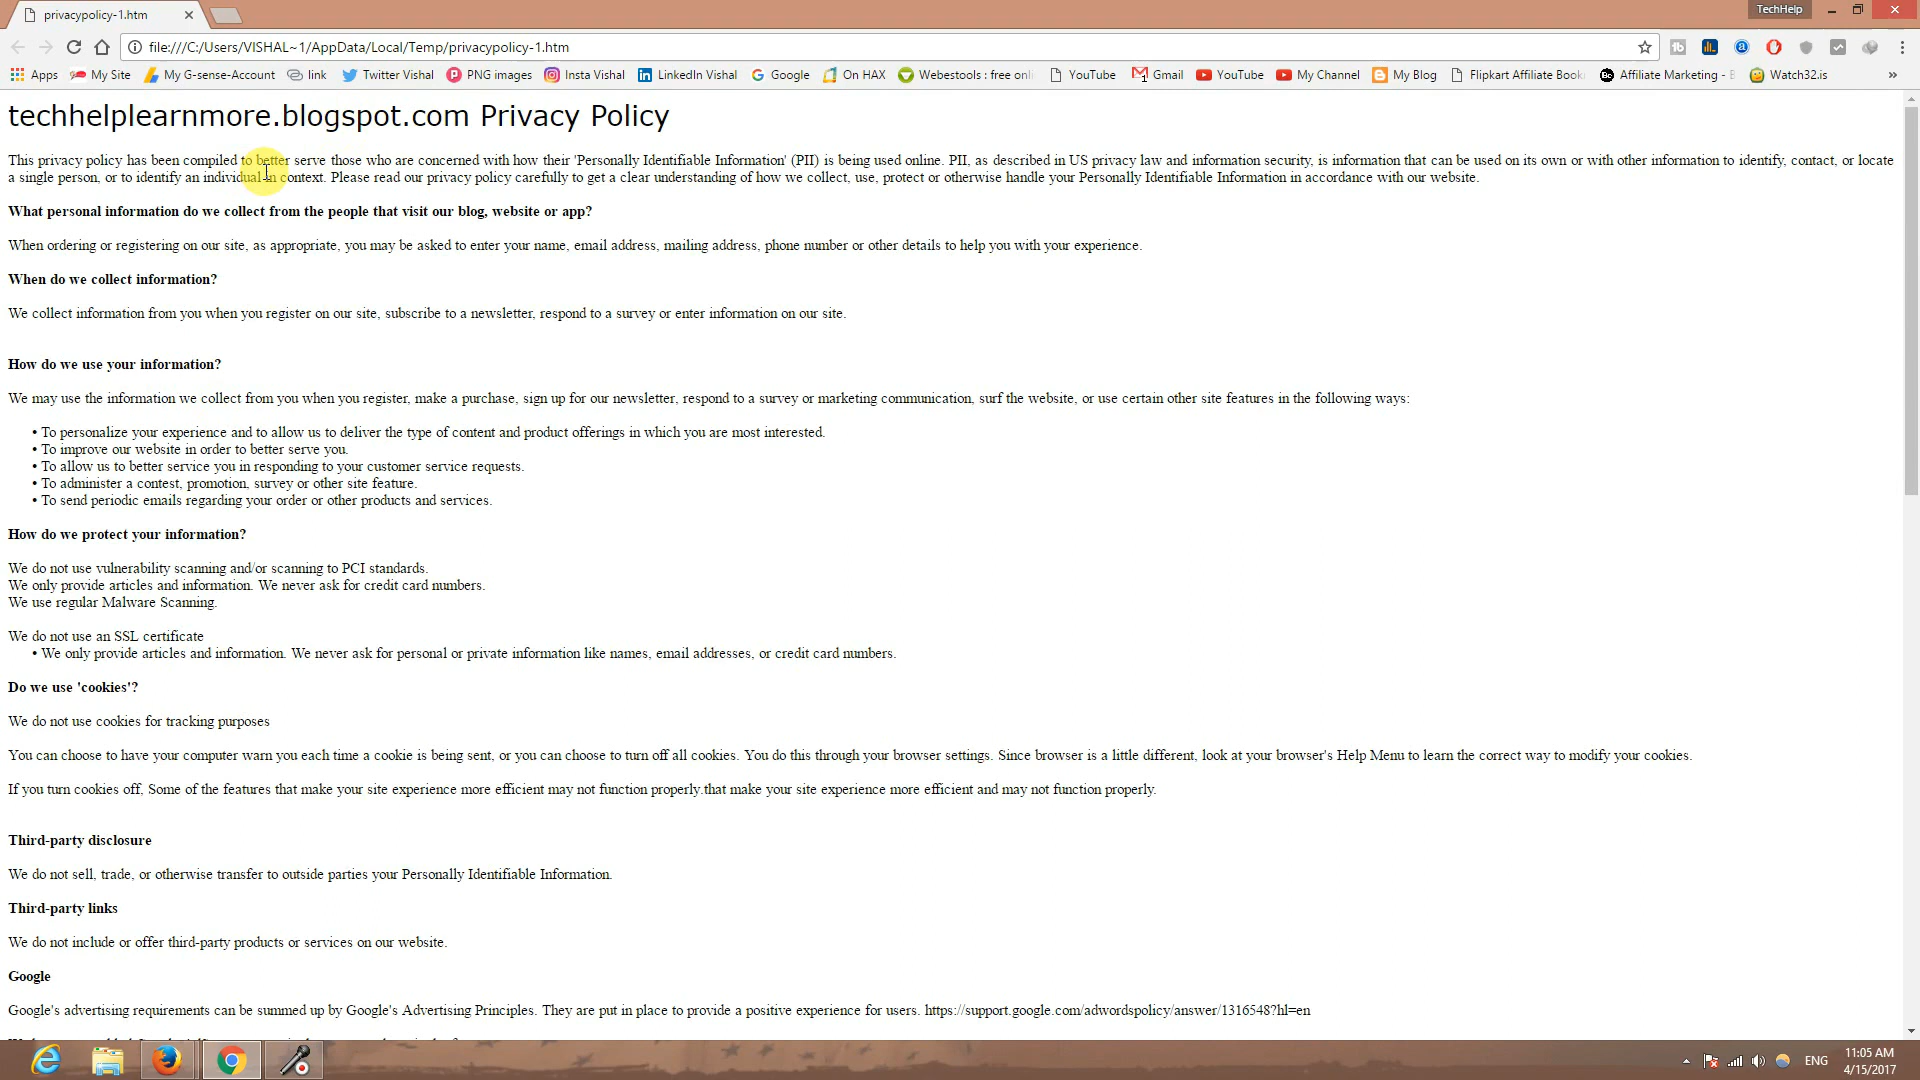 privacypolicy-1.htm
TechHelp
file:///C:/Users/VISHAL~1/AppData/Local/Temp/privacypolicy-1.htm
Apps My Site My G-sense-Account link Twitter Vishal PNG images Insta Vishal LinkedIn Vishal Google On HAX Webestools : free onl YouTube Gmail YouTube My Channel My Blog Flipkart Affiliate Book Affiliate Marketing - Watch32.is »
techhelplearnmore.blogspot.com Privacy Policy
This privacy policy has been compiled to better serve those who are concerned with how their 'Personally Identifiable Information' (PII) is being used online. PII, as described in US privacy law and information security, is information that can be used on its own or with other information to identify, contact, or locate
a single person, or to identify an individual in context. Please read our privacy policy carefully to get a clear understanding of how we collect, use, protect or otherwise handle your Personally Identifiable Information in accordance with our website.
What personal information do we collect from the people that visit our blog, website or app?
When ordering or registering on our site, as appropriate, you may be asked to enter your name, email address, mailing address, phone number or other details to help you with your experience.
When do we collect information?
We collect information from you when you register on our site, subscribe to a newsletter, respond to a survey or enter information on our site.
How do we use your information?
We may use the information we collect from you when you register, make a purchase, sign up for our newsletter, respond to a survey or marketing communication, surf the website, or use certain other site features in the following ways:
• To personalize your experience and to allow us to deliver the type of content and product offerings in which you are most interested.
• To improve our website in order to better serve you.
• To allow us to better service you in responding to your customer service requests.
• To administer a contest, promotion, survey or other site feature.
• To send periodic emails regarding your order or other products and services.
How do we protect your information?
We do not use vulnerability scanning and/or scanning to PCI standards.
We only provide articles and information. We never ask for credit card numbers.
We use regular Malware Scanning.
We do not use an SSL certificate
• We only provide articles and information. We never ask for personal or private information like names, email addresses, or credit card numbers.
Do we use 'cookies'?
We do not use cookies for tracking purposes
You can choose to have your computer warn you each time a cookie is being sent, or you can choose to turn off all cookies. You do this through your browser settings. Since browser is a little different, look at your browser's Help Menu to learn the correct way to modify your cookies.
If you turn cookies off, Some of the features that make your site experience more efficient may not function properly.that make your site experience more efficient and may not function properly.
Third-party disclosure
We do not sell, trade, or otherwise transfer to outside parties your Personally Identifiable Information.
Third-party links
We do not include or offer third-party products or services on our website.
Google
Google's advertising requirements can be summed up by Google's Advertising Principles. They are put in place to provide a positive experience for users. https://support.google.com/adwordspolicy/answer/1316548?hl=en
ENG
11:05 AM
4/15/2017